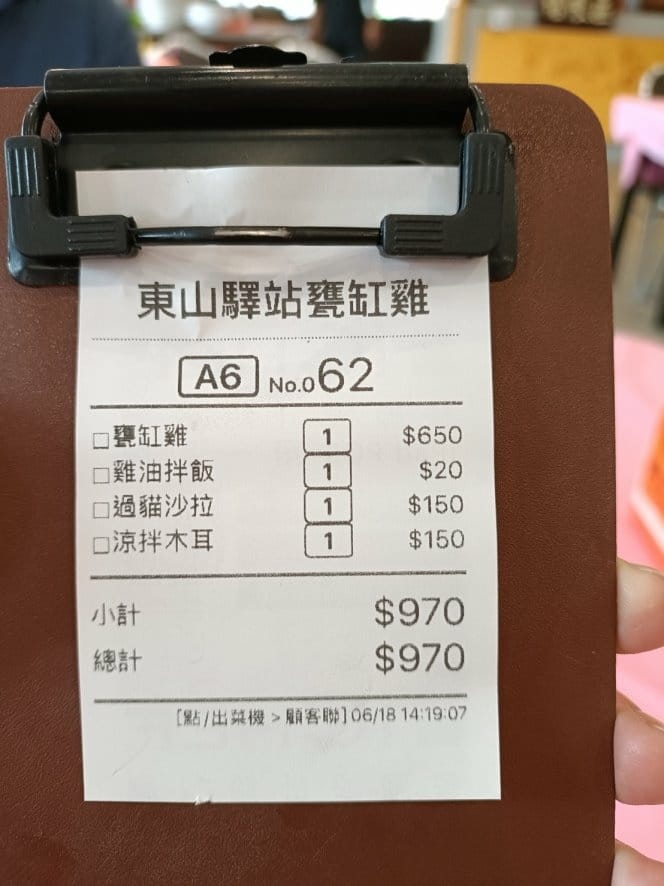 東山驛站甕缸雞
A6 No.062
□甕缸雞 1 $650
□雞油拌飯 1 $20
□過貓沙拉 1 $150
□涼拌木耳 1 $150
小計 $970
總計 $970
[點/出菜機 > 顧客聯] 06/18 14:19:07